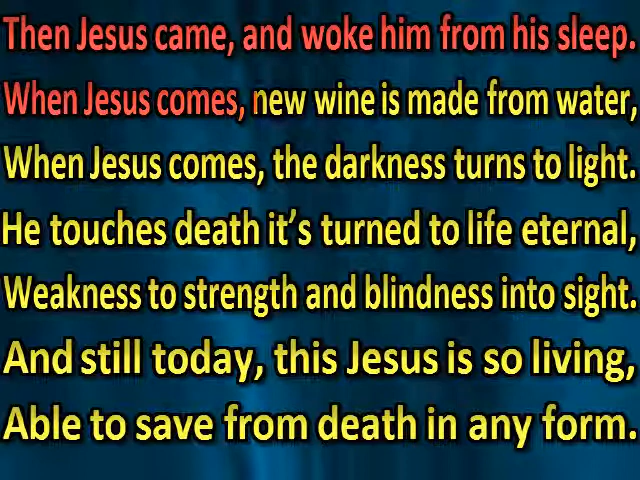 Then Jesus came, and woke him from his sleep.
When Jesus comes, new wine is made from water,
When Jesus comes, the darkness turns to light.
He touches death it’s turned to life eternal,
Weakness to strength and blindness into sight.
And still today, this Jesus is so living,
Able to save from death in any form.